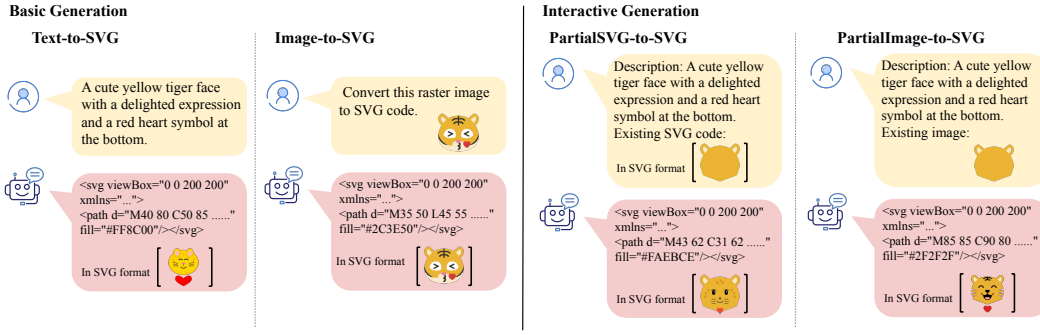 Basic Generation
Text-to-SVG
A cute yellow tiger face
with a delighted expression
and a red heart symbol at
the bottom.
<svg viewBox="0 0 200 200"
xmlns="...">
<path d="M40 80 C50 85 ......"
fill="#FF8C00"/></svg>
In SVG format
Image-to-SVG
Convert this raster image
to SVG code.
<svg viewBox="0 0 200 200"
xmlns="...">
<path d="M35 50 L45 55 ......"
fill="#2C3E50"/></svg>
In SVG format
Interactive Generation
PartialSVG-to-SVG
Description: A cute yellow
tiger face with a delighted
expression and a red heart
symbol at the bottom.
Existing SVG code:
In SVG format
<svg viewBox="0 0 200 200"
xmlns="...">
<path d="M43 62 C31 62 ......"
fill="#FAEBCE"/></svg>
In SVG format
PartialImage-to-SVG
Description: A cute yellow
tiger face with a delighted
expression and a red heart
symbol at the bottom.
Existing image:
<svg viewBox="0 0 200 200"
xmlns="...">
<path d="M85 85 C90 80 ......"
fill="#2F2F2F"/></svg>
In SVG format